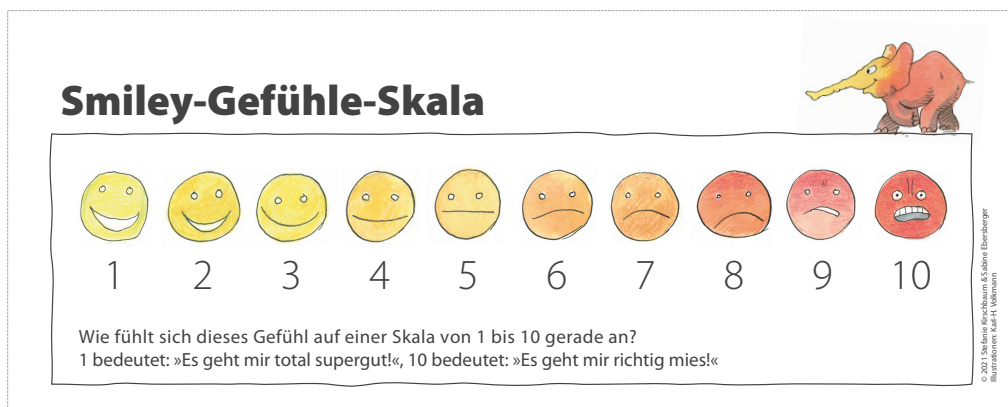 Smiley-Gefühle-Skala
1 2 3 4 5 6 7 8 9 10
Wie fühlt sich dieses Gefühl auf einer Skala von 1 bis 10 gerade an?
1 bedeutet: »Es geht mir total supergut!«, 10 bedeutet: »Es geht mir richtig mies!«
© 2021 Stefanie Kirschbaum & Sabine Ebersberger
Illustrationen: Karl-H. Volkmann